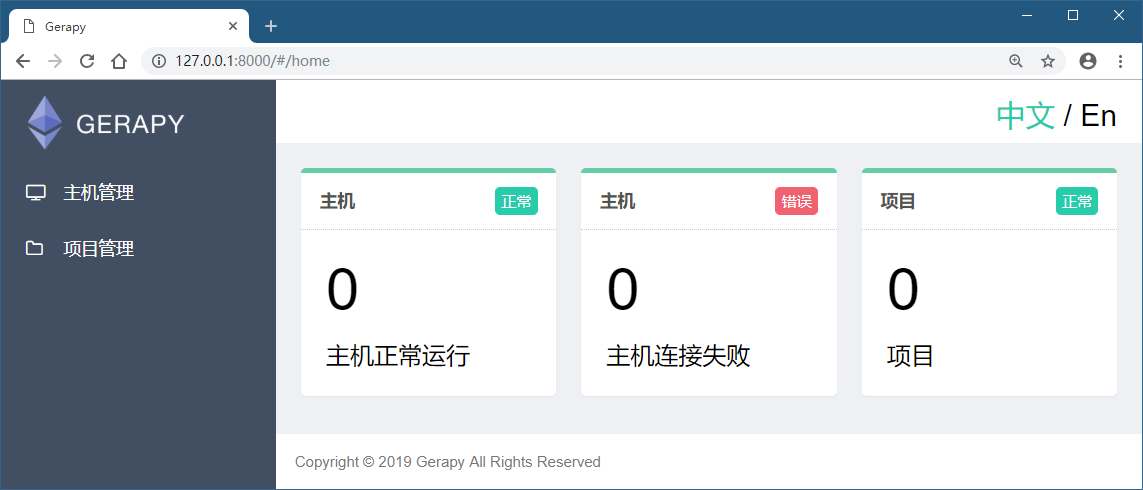 Gerapy
127.0.0.1:8000/#/home
GERAPY
中文 / En
主机管理
项目管理
主机 正常
0
主机正常运行
主机 错误
0
主机连接失败
项目 正常
0
项目
Copyright © 2019 Gerapy All Rights Reserved